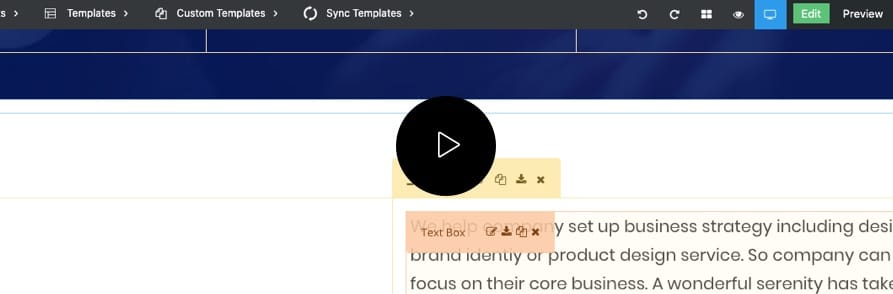 s
Templates
Custom Templates
Sync Templates
Edit
Preview
Text Box
We help company set up business strategy including desi
brand identiy or product design service. So company can
focus on their core business. A wonderful serenity has tak